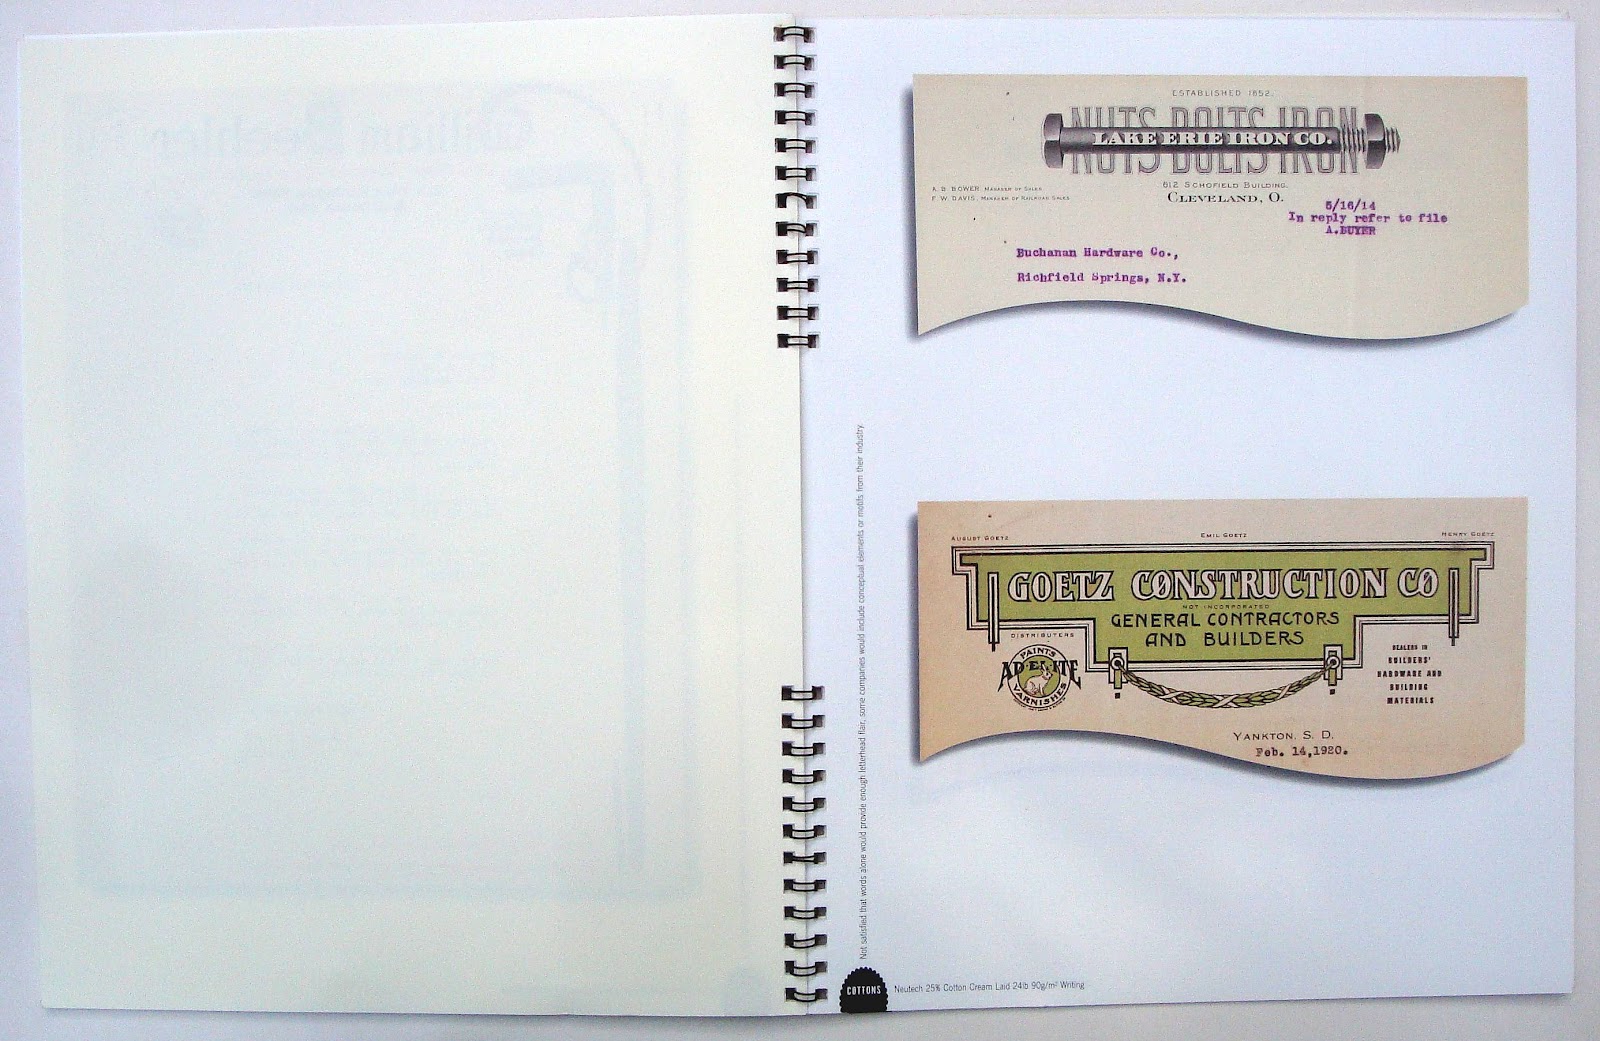 ESTABLISHED 1852.
NUTS BOLTS IRON
LAKE ERIE IRON CO.
612 SCHOFIELD BUILDING.
CLEVELAND, O.
A. B. BOWER, MANAGER OF SALES
F. W. DAVIS, MANAGER OF RAILROAD SALES
5/16/14
In reply refer to file
A.BUYER
Buchanan Hardware Co.,
Richfield Springs, N.Y.
Not satisfied that words alone would provide enough letterhead flair, some companies would include conceptual elements or motifs from their industry.
AUGUST GOETZ
EMIL GOETZ
HENRY GOETZ
GOETZ CONSTRUCTION CO
NOT INCORPORATED
GENERAL CONTRACTORS
AND BUILDERS
DISTRIBUTERS
PAINTS
AD-EL-ITE
VARNISHES
DEALERS IN
BUILDERS'
HARDWARE AND
BUILDING
MATERIALS
YANKTON, S. D.
Feb. 14,1920.
COTTONS
Neutech 25% Cotton Cream Laid 24lb 90g/m² Writing